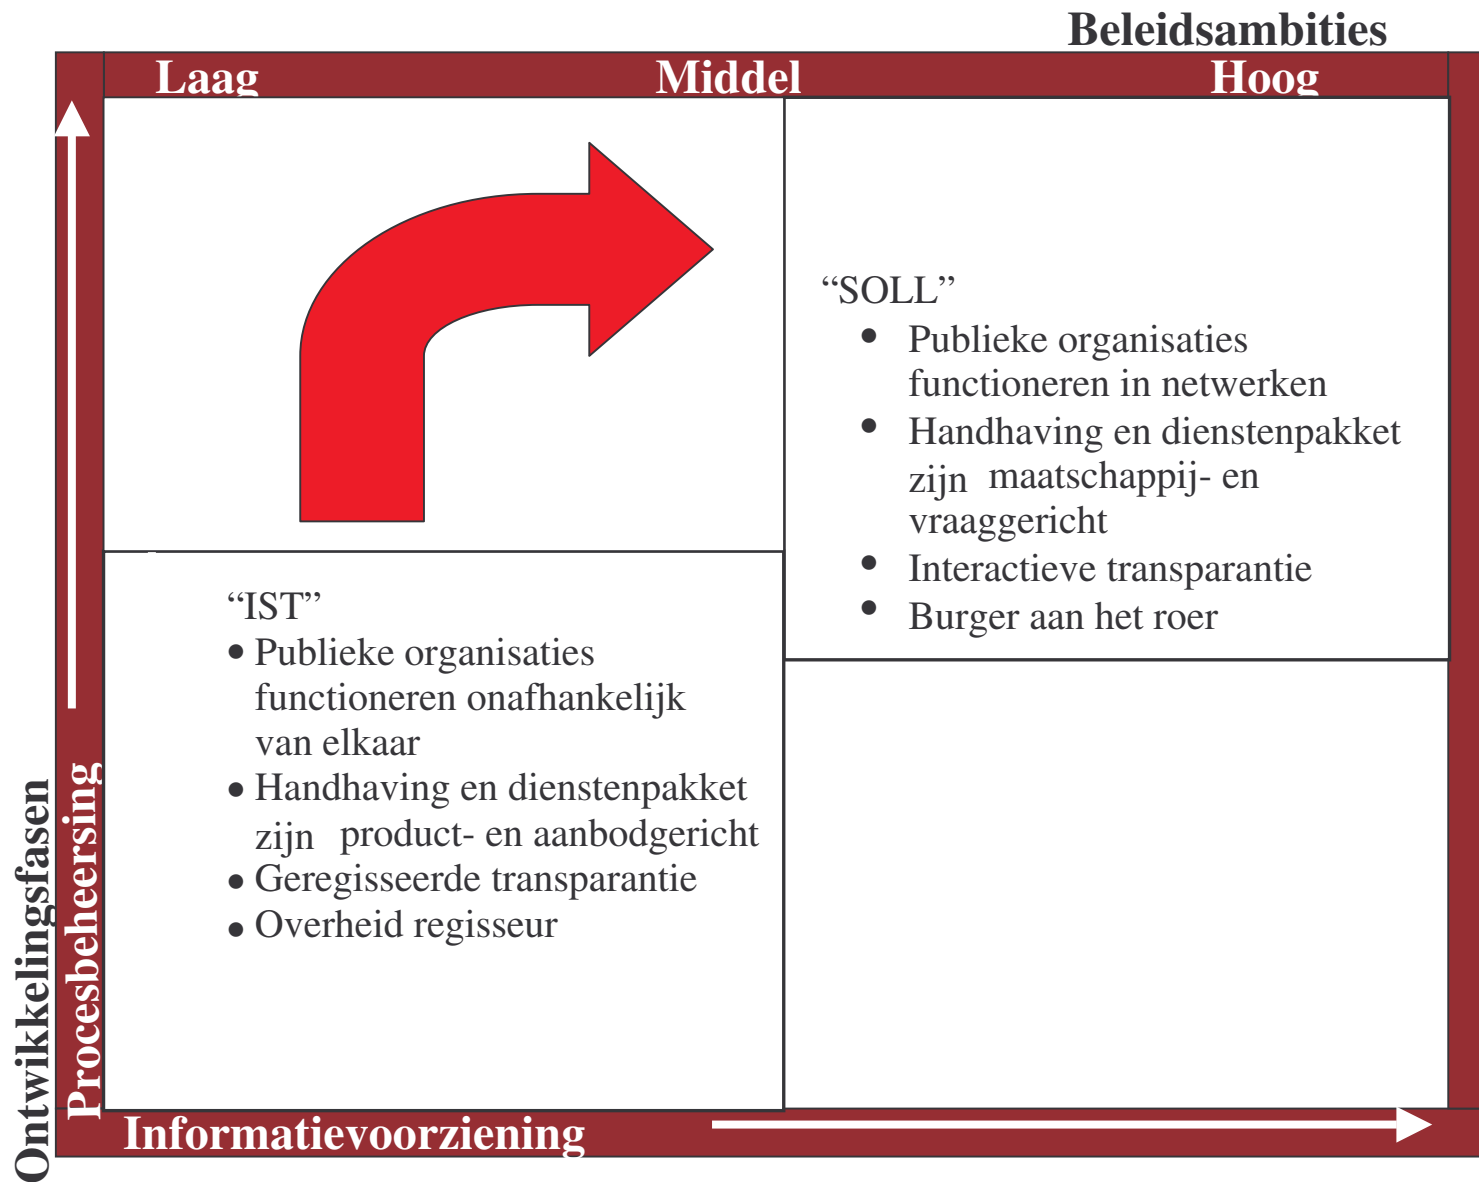 Beleidsambities
Laag Middel Hoog
“SOLL”
• Publieke organisaties
functioneren in netwerken
• Handhaving en dienstenpakket
zijn maatschappij- en
vraaggericht
• Interactieve transparantie
• Burger aan het roer
“IST”
• Publieke organisaties
functioneren onafhankelijk
van elkaar
• Handhaving en dienstenpakket
zijn product- en aanbodgericht
• Geregisseerde transparantie
• Overheid regisseur
Ontwikkelingsfasen
Procesbeheersing
Informatievoorziening